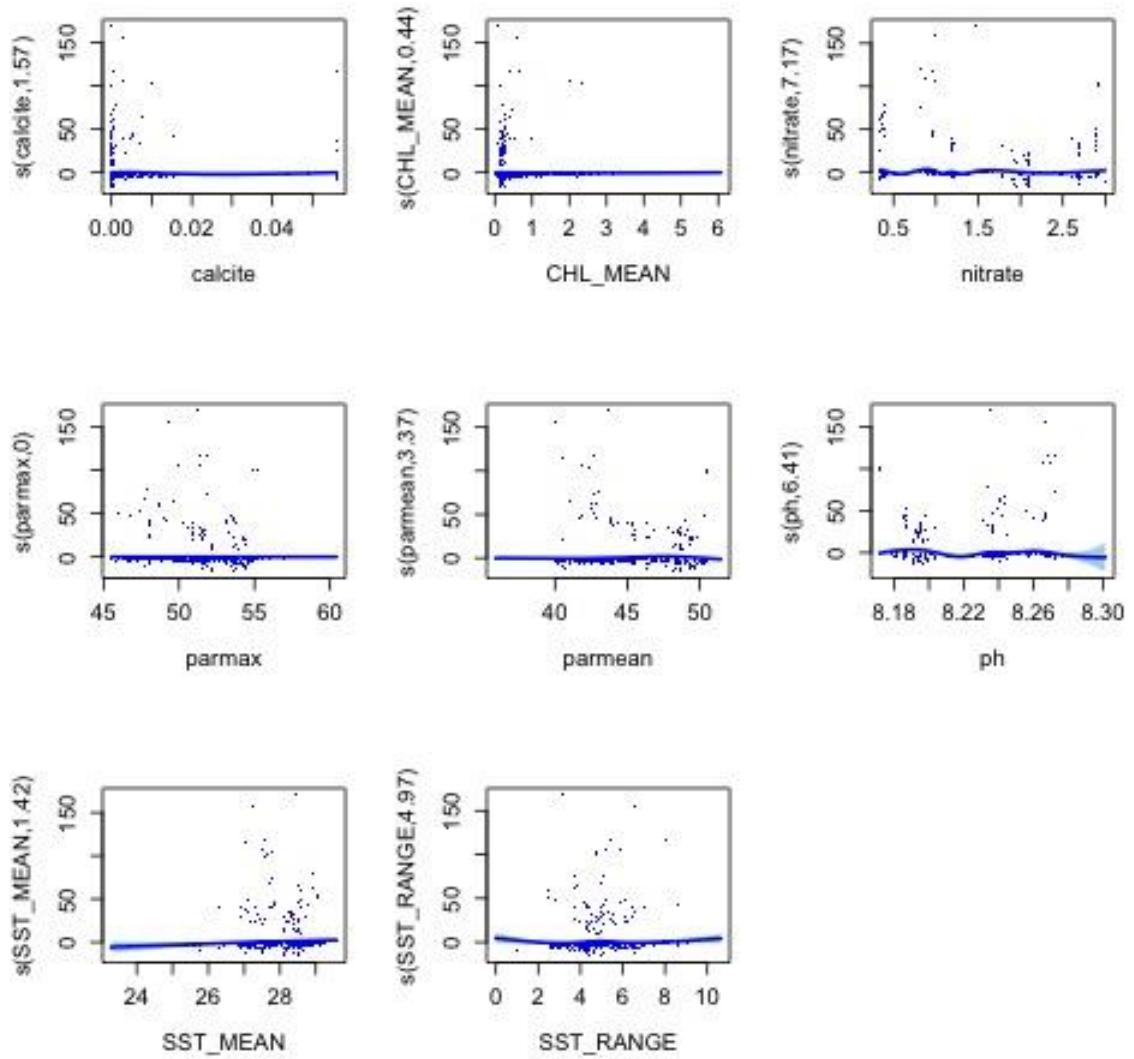 s(calcite,1.57)
150
50
0
0.00 0.02 0.04
calcite
s(CHL_MEAN,0.44)
150
50
0
0 1 2 3 4 5 6
CHL_MEAN
s(nitrate,7.17)
150
50
0
0.5 1.5 2.5
nitrate
s(parmax,0)
150
50
0
45 50 55 60
parmax
s(parmean,3.37)
150
50
0
40 45 50
parmean
s(ph,6.41)
150
50
0
8.18 8.22 8.26 8.30
ph
s(SST_MEAN,1.42)
150
50
0
24 26 28
SST_MEAN
s(SST_RANGE,4.97)
150
50
0
0 2 4 6 8 10
SST_RANGE